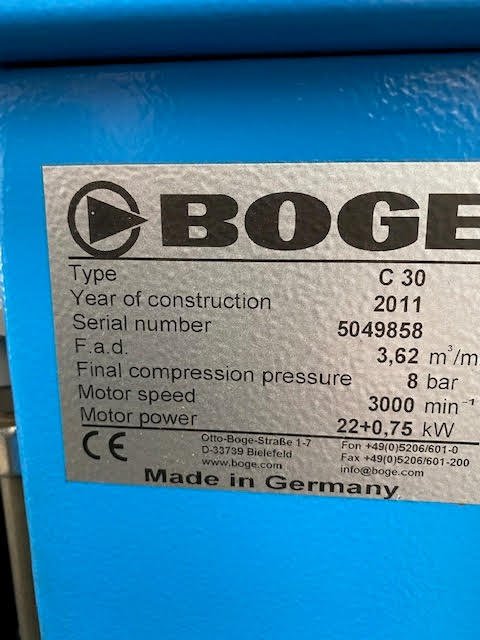 BOGE
Type C 30
Year of construction 2011
Serial number 5049858
F.a.d. 3,62 m³/m
Final compression pressure 8 bar
Motor speed 3000 min⁻¹
Motor power 22+0,75 kW
CE Otto-Boge-Straße 1-7 Fon +49(0)5206/601-0
D-33739 Bielefeld Fax +49(0)5206/601-200
www.boge.com info@boge.com
Made in Germany